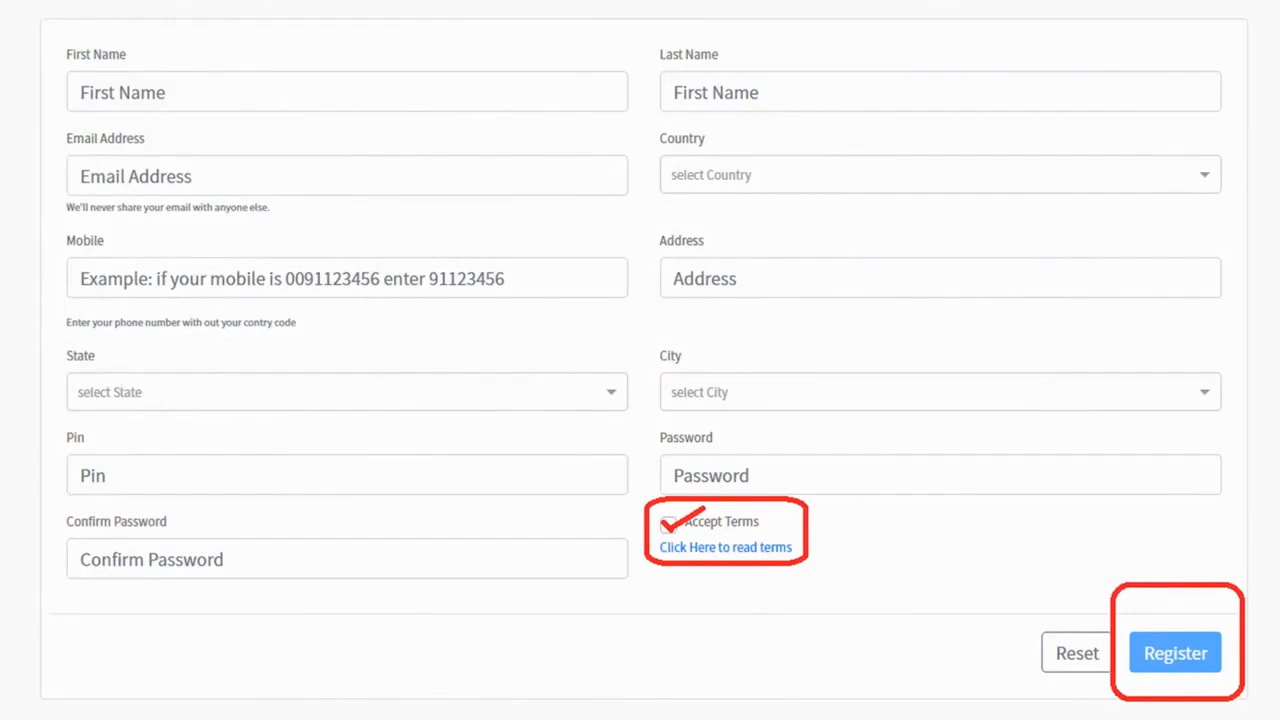 First Name
Last Name
First Name
First Name
Email Address
Country
Email Address
select Country
We'll never share your email with anyone else.
Mobile
Address
Example: if your mobile is 0091123456 enter 91123456
Address
Enter your phone number with out your contry code
State
City
select State
select City
Pin
Password
Pin
Password
Confirm Password
Accept Terms
Click Here to read terms
Confirm Password
Reset
Register